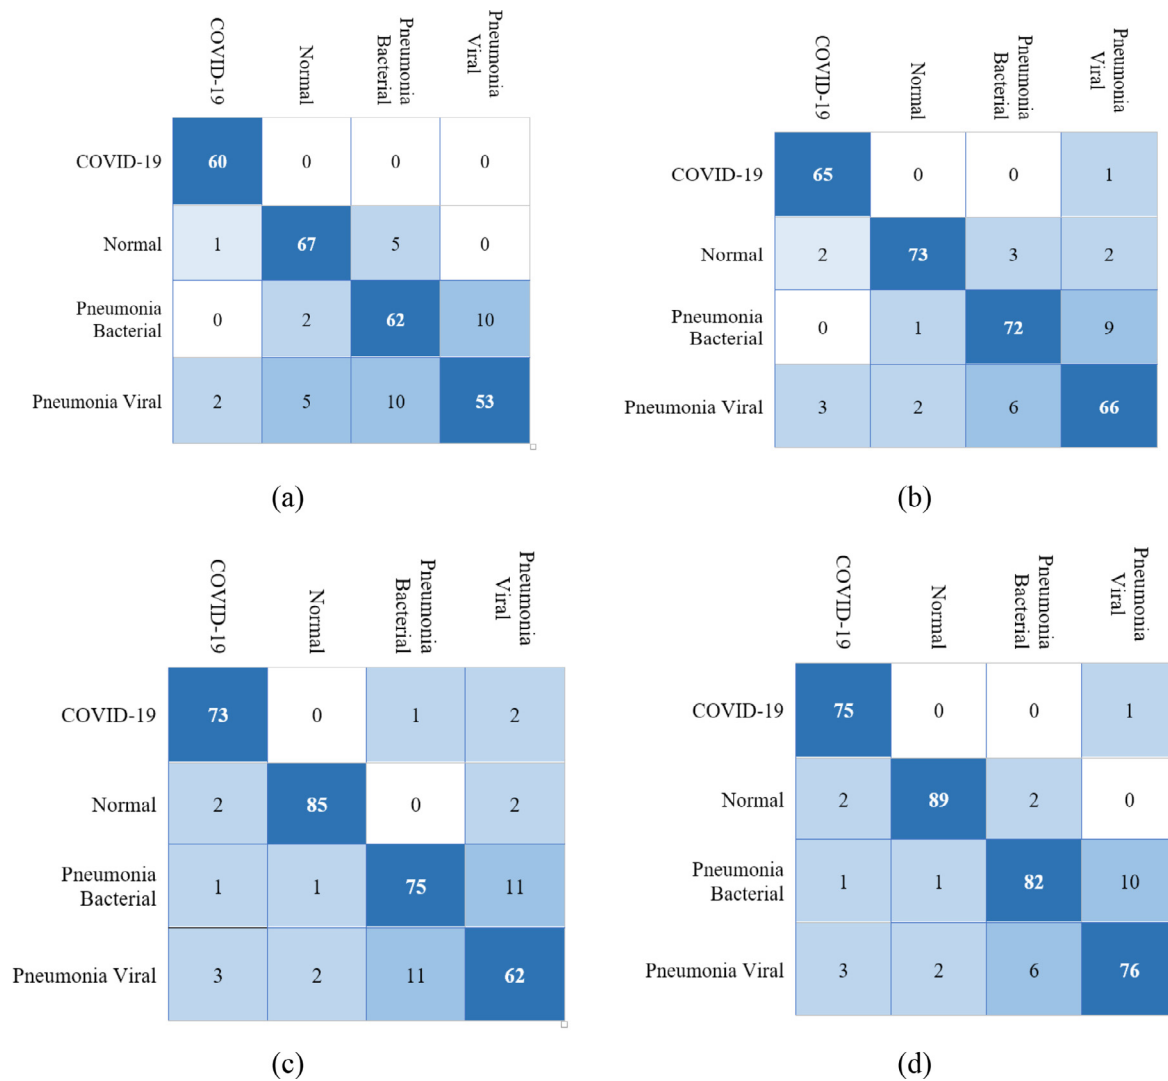 COVID-19
Normal
Pneumonia
Bacterial
Pneumonia
Viral
COVID-19 60 0 0 0
Normal 1 67 5 0
Pneumonia
Bacterial 0 2 62 10
Pneumonia Viral 2 5 10 53
(a)
COVID-19
Normal
Pneumonia
Bacterial
Pneumonia
Viral
COVID-19 65 0 0 1
Normal 2 73 3 2
Pneumonia
Bacterial 0 1 72 9
Pneumonia Viral 3 2 6 66
(b)
COVID-19
Normal
Pneumonia
Bacterial
Pneumonia
Viral
COVID-19 73 0 1 2
Normal 2 85 0 2
Pneumonia
Bacterial 1 1 75 11
Pneumonia Viral 3 2 11 62
(c)
COVID-19
Normal
Pneumonia
Bacterial
Pneumonia
Viral
COVID-19 75 0 0 1
Normal 2 89 2 0
Pneumonia
Bacterial 1 1 82 10
Pneumonia Viral 3 2 6 76
(d)